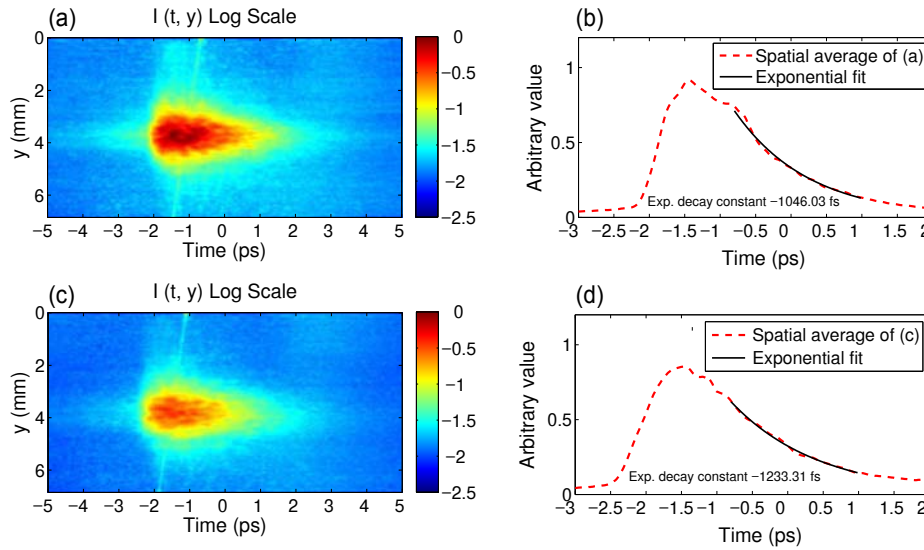 (a)
I (t, y) Log Scale
y (mm)
0
2
4
6
−5 −4 −3 −2 −1 0 1 2 3 4 5
Time (ps)
0
−0.5
−1
−1.5
−2
−2.5
(b)
Spatial average of (a)
Exponential fit
Arbitrary value
1
0.5
0
Exp. decay constant −1046.03 fs
−3 −2.5 −2 −1.5 −1 −0.5 0 0.5 1 1.5 2
Time (ps)
(c)
I (t, y) Log Scale
y (mm)
0
2
4
6
−5 −4 −3 −2 −1 0 1 2 3 4 5
Time (ps)
0
−0.5
−1
−1.5
−2
−2.5
(d)
Spatial average of (c)
Exponential fit
Arbitrary value
1
0.5
0
Exp. decay constant −1233.31 fs
−3 −2.5 −2 −1.5 −1 −0.5 0 0.5 1 1.5 2
Time (ps)